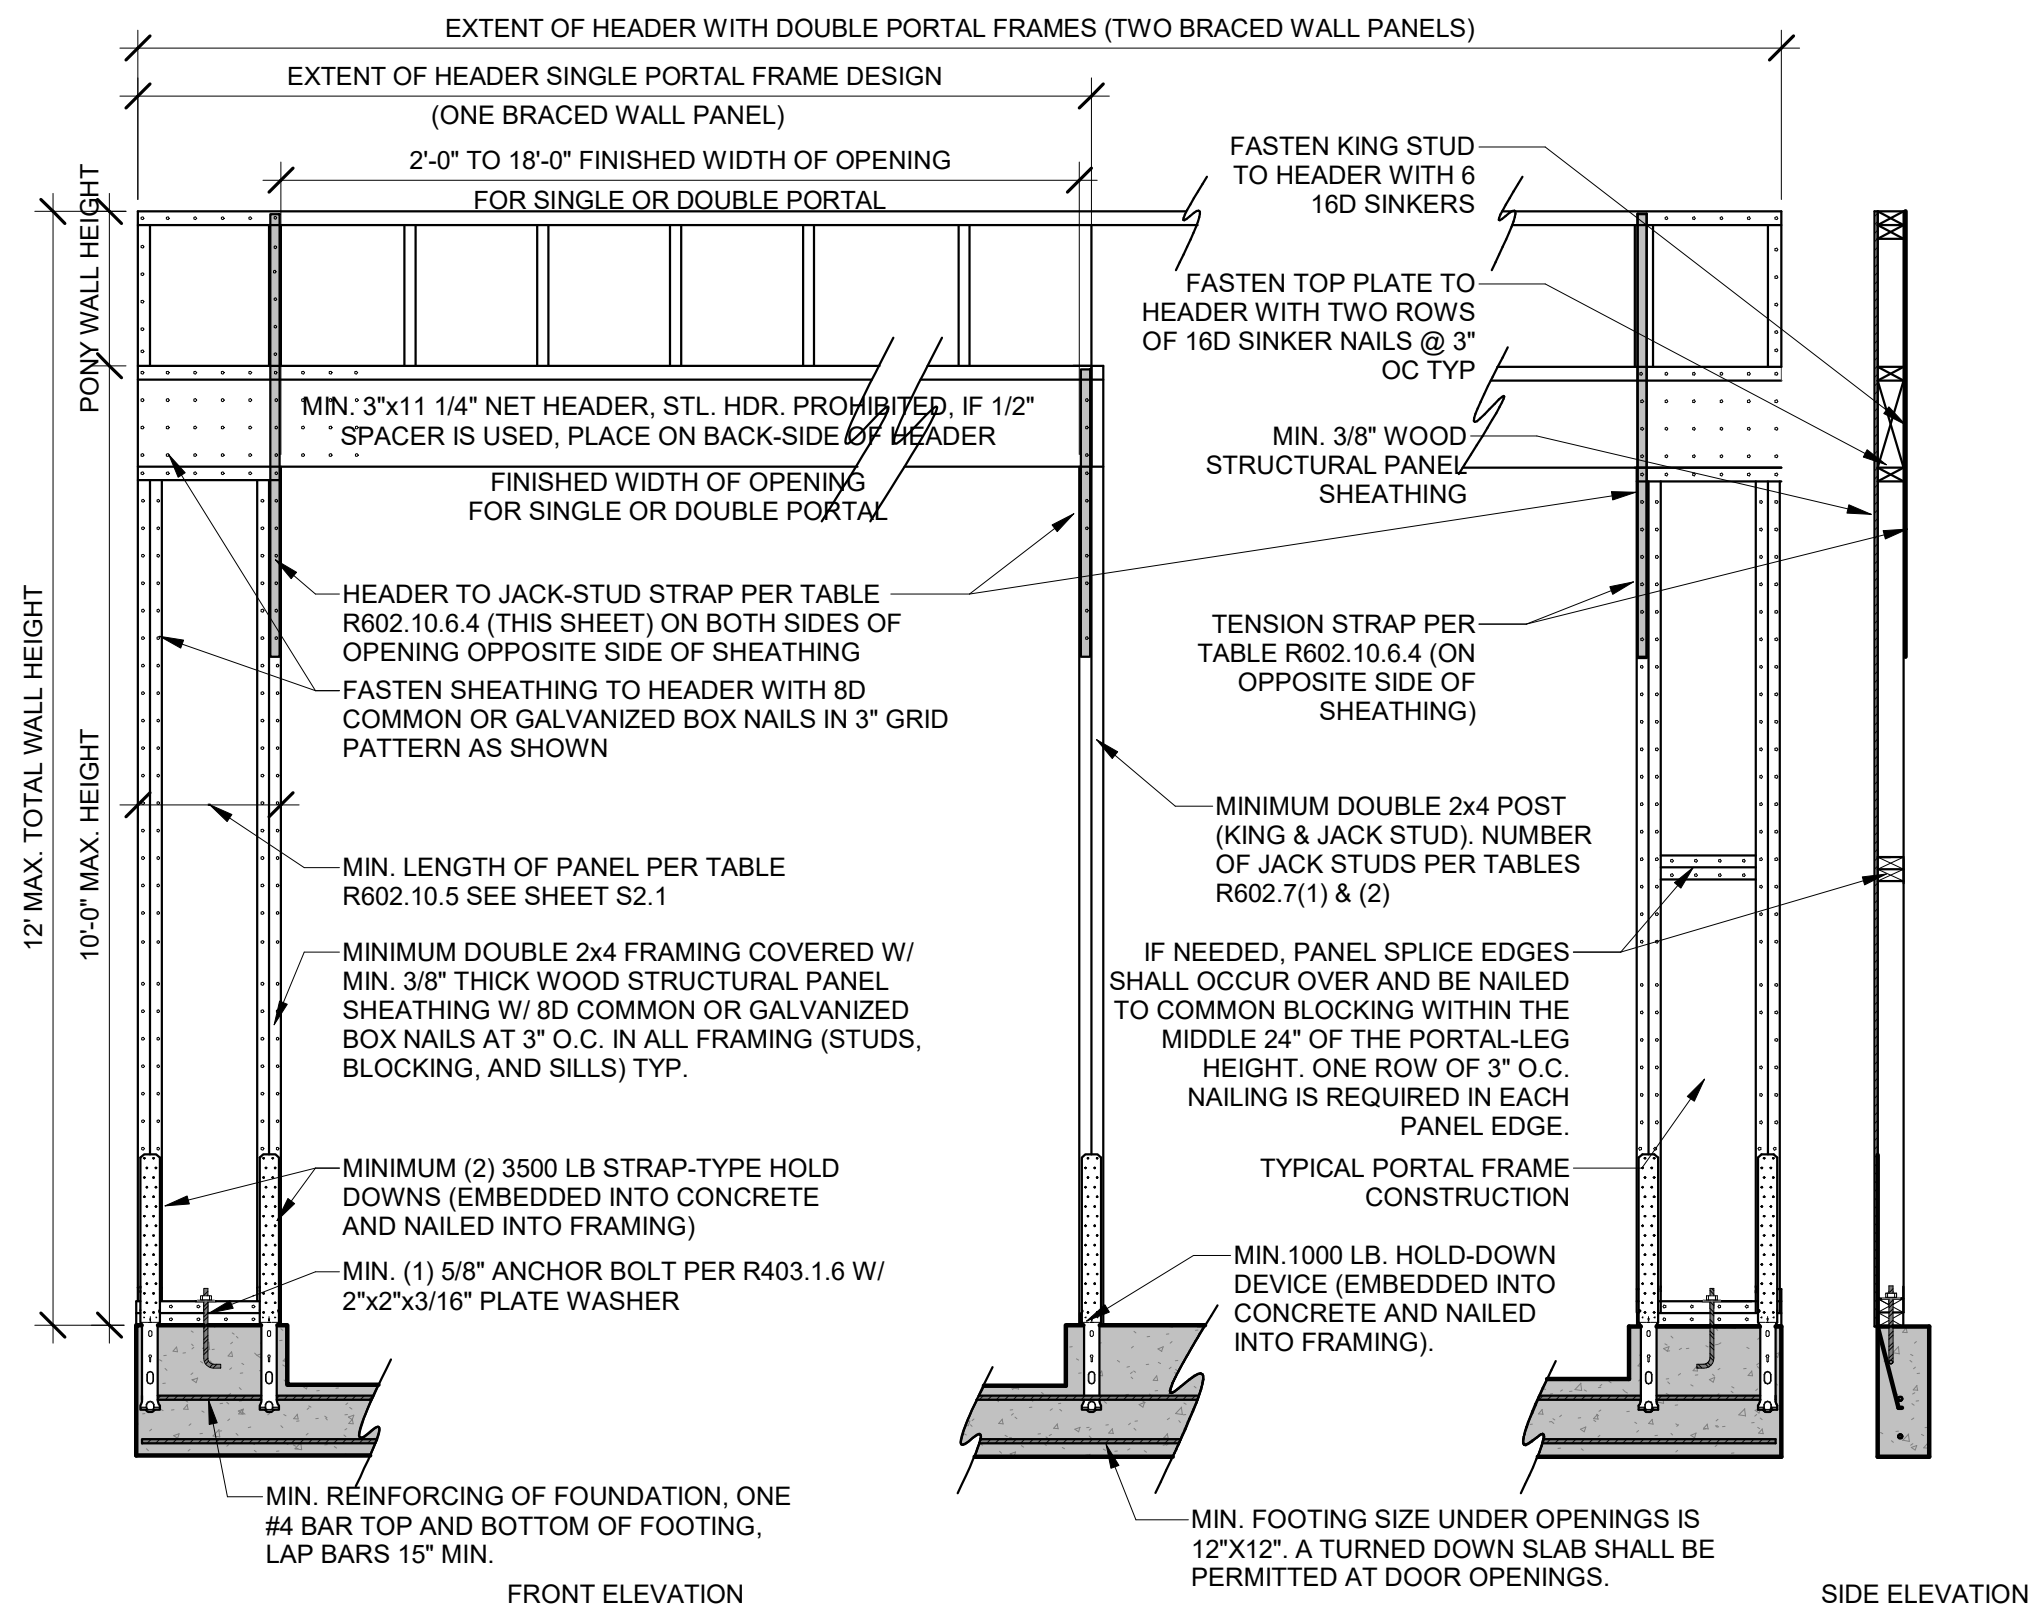 EXTENT OF HEADER WITH DOUBLE PORTAL FRAMES (TWO BRACED WALL PANELS)
EXTENT OF HEADER SINGLE PORTAL FRAME DESIGN
(ONE BRACED WALL PANEL)
2'-0" TO 18'-0" FINISHED WIDTH OF OPENING
FOR SINGLE OR DOUBLE PORTAL
PONY WALL HEIGHT
12' MAX. TOTAL WALL HEIGHT
10'-0" MAX. HEIGHT
MIN. 3"x11 1/4" NET HEADER, STL. HDR. PROHIBITED, IF 1/2"
SPACER IS USED, PLACE ON BACK-SIDE OF HEADER
FINISHED WIDTH OF OPENING
FOR SINGLE OR DOUBLE PORTAL
HEADER TO JACK-STUD STRAP PER TABLE
R602.10.6.4 (THIS SHEET) ON BOTH SIDES OF
OPENING OPPOSITE SIDE OF SHEATHING
FASTEN SHEATHING TO HEADER WITH 8D
COMMON OR GALVANIZED BOX NAILS IN 3" GRID
PATTERN AS SHOWN
MIN. LENGTH OF PANEL PER TABLE
R602.10.5 SEE SHEET S2.1
MINIMUM DOUBLE 2x4 FRAMING COVERED W/
MIN. 3/8" THICK WOOD STRUCTURAL PANEL
SHEATHING W/ 8D COMMON OR GALVANIZED
BOX NAILS AT 3" O.C. IN ALL FRAMING (STUDS,
BLOCKING, AND SILLS) TYP.
MINIMUM (2) 3500 LB STRAP-TYPE HOLD
DOWNS (EMBEDDED INTO CONCRETE
AND NAILED INTO FRAMING)
MIN. (1) 5/8" ANCHOR BOLT PER R403.1.6 W/
2"x2"x3/16" PLATE WASHER
MIN. REINFORCING OF FOUNDATION, ONE
#4 BAR TOP AND BOTTOM OF FOOTING,
LAP BARS 15" MIN.
FASTEN KING STUD
TO HEADER WITH 6
16D SINKERS
FASTEN TOP PLATE TO
HEADER WITH TWO ROWS
OF 16D SINKER NAILS @ 3"
OC TYP
MIN. 3/8" WOOD
STRUCTURAL PANEL
SHEATHING
TENSION STRAP PER
TABLE R602.10.6.4 (ON
OPPOSITE SIDE OF
SHEATHING)
MINIMUM DOUBLE 2x4 POST
(KING & JACK STUD). NUMBER
OF JACK STUDS PER TABLES
R602.7(1) & (2)
IF NEEDED, PANEL SPLICE EDGES
SHALL OCCUR OVER AND BE NAILED
TO COMMON BLOCKING WITHIN THE
MIDDLE 24" OF THE PORTAL-LEG
HEIGHT. ONE ROW OF 3" O.C.
NAILING IS REQUIRED IN EACH
PANEL EDGE.
TYPICAL PORTAL FRAME
CONSTRUCTION
MIN.1000 LB. HOLD-DOWN
DEVICE (EMBEDDED INTO
CONCRETE AND NAILED
INTO FRAMING).
MIN. FOOTING SIZE UNDER OPENINGS IS
12"X12". A TURNED DOWN SLAB SHALL BE
PERMITTED AT DOOR OPENINGS.
FRONT ELEVATION
SIDE ELEVATION